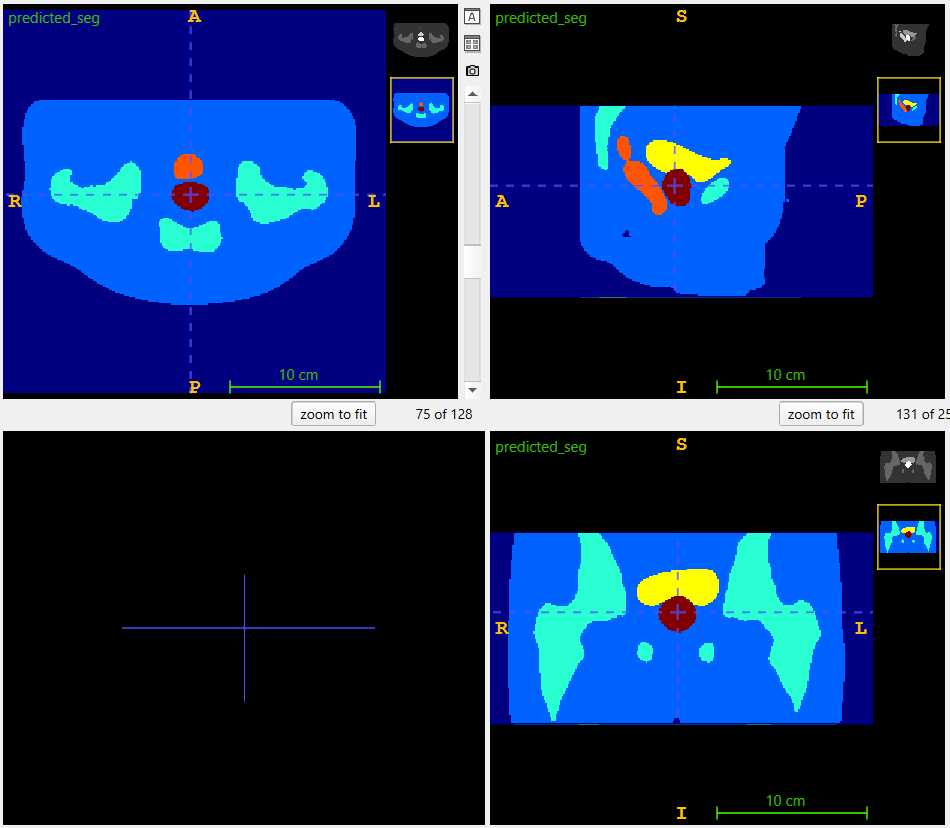 predicted_seg
A
A
R
L
P
10 cm
zoom to fit
75 of 128
predicted_seg
S
A
P
I
10 cm
zoom to fit
131 of 25
predicted_seg
S
R
L
I
10 cm